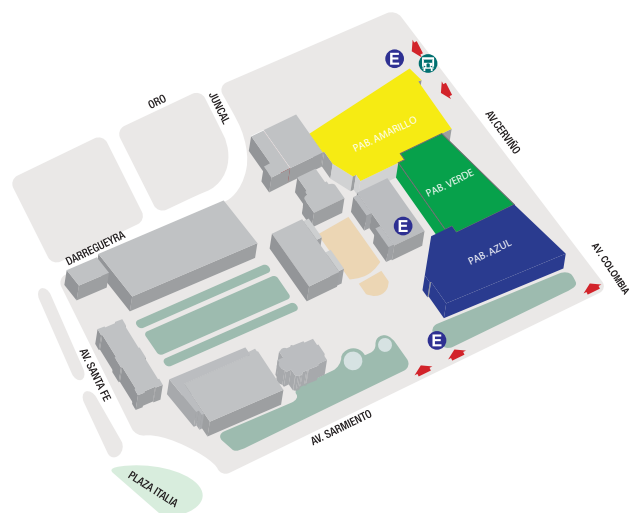 E
ORO
JUNCAL
AV.CERVIÑO
PAB. AMARILLO
PAB. VERDE
E
PAB. AZUL
DARREGUEYRA
AV. COLOMBIA
E
AV. SANTA FE
AV. SARMIENTO
PLAZA ITALIA